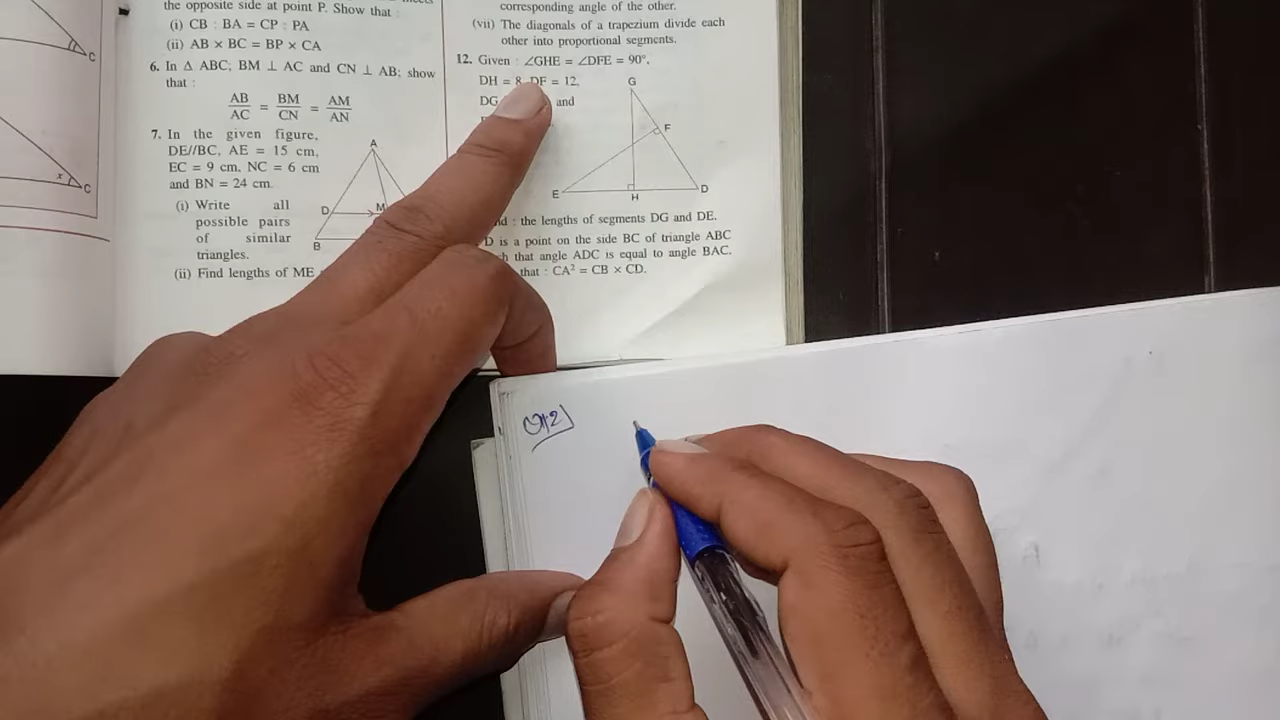 the opposite side at point P. Show that :
(i) CB : BA = CP : PA
(ii) AB × BC = BP × CA
6. In Δ ABC, BM ⊥ AC and CN ⊥ AB; show
that :
AB/AC = BM/CN = AM/AN
7. In the given figure,
DE//BC, AE = 15 cm,
EC = 9 cm, NC = 6 cm
and BN = 24 cm.
(i) Write all
possible pairs
of similar
triangles.
(ii) Find lengths of ME
A
D
M
B
C
x
C
corresponding angle of the other.
(vii) The diagonals of a trapezium divide each
other into proportional segments.
12. Given : ∠GHE = ∠DFE = 90°,
DH = 8, DF = 12,
DG and
G
F
E
H
D
: the lengths of segments DG and DE.
D is a point on the side BC of triangle ABC
that angle ADC is equal to angle BAC.
that : CA² = CB × CD.
Q12